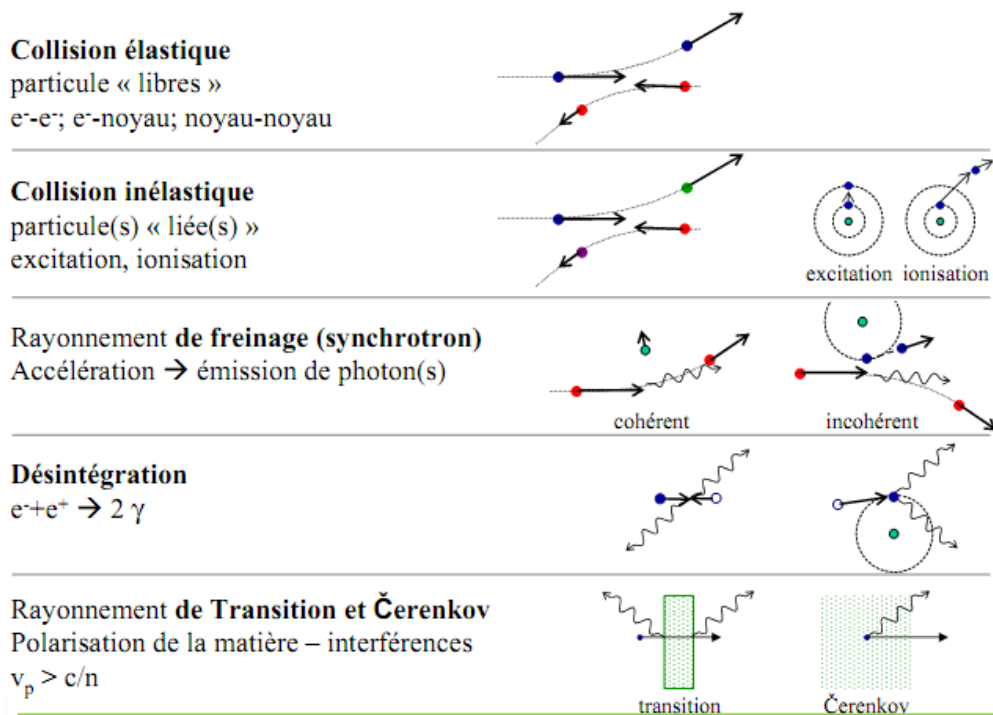 Collision élastique
particule « libres »
e⁻-e⁻; e⁻-noyau; noyau-noyau
Collision inélastique
particule(s) « liée(s) »
excitation, ionisation
excitation ionisation
Rayonnement de freinage (synchrotron)
Accélération → émission de photon(s)
cohérent incohérent
Désintégration
e⁻+e⁺ → 2 γ
Rayonnement de Transition et Čerenkov
Polarisation de la matière – interférences
vₚ > c/n
transition Čerenkov